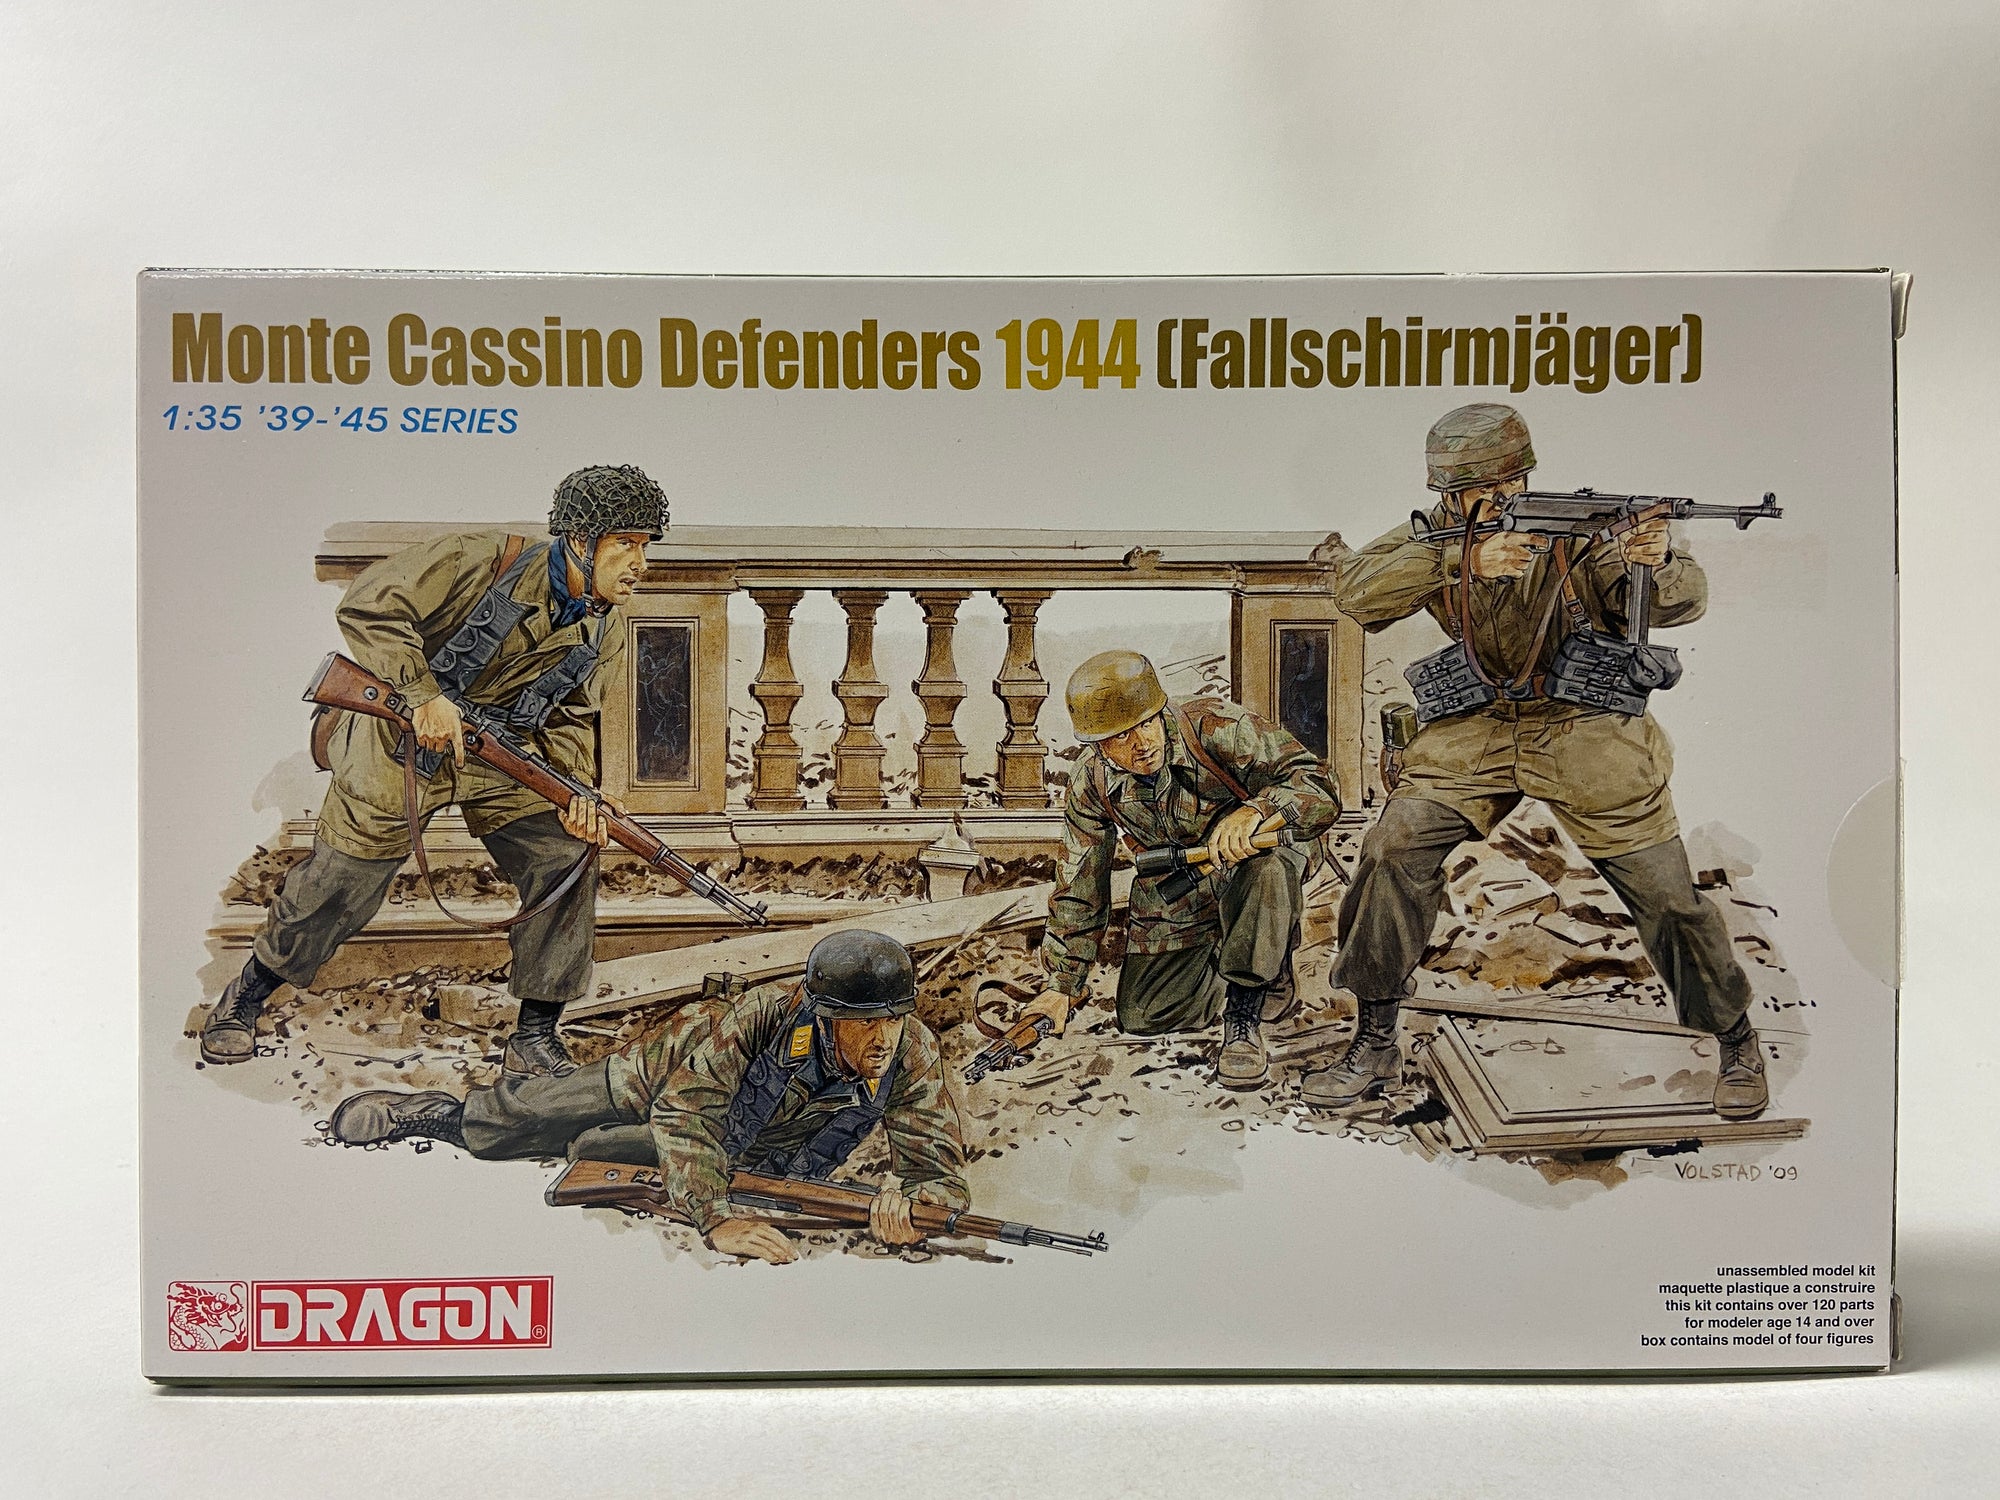 Monte Cassino Defenders 1944 (Fallschirmjäger)
1:35 '39-'45 SERIES
VOLSTAD '09
DRAGON®
unassembled model kit
maquette plastique a construire
this kit contains over 120 parts
for modeler age 14 and over
box contains model of four figures